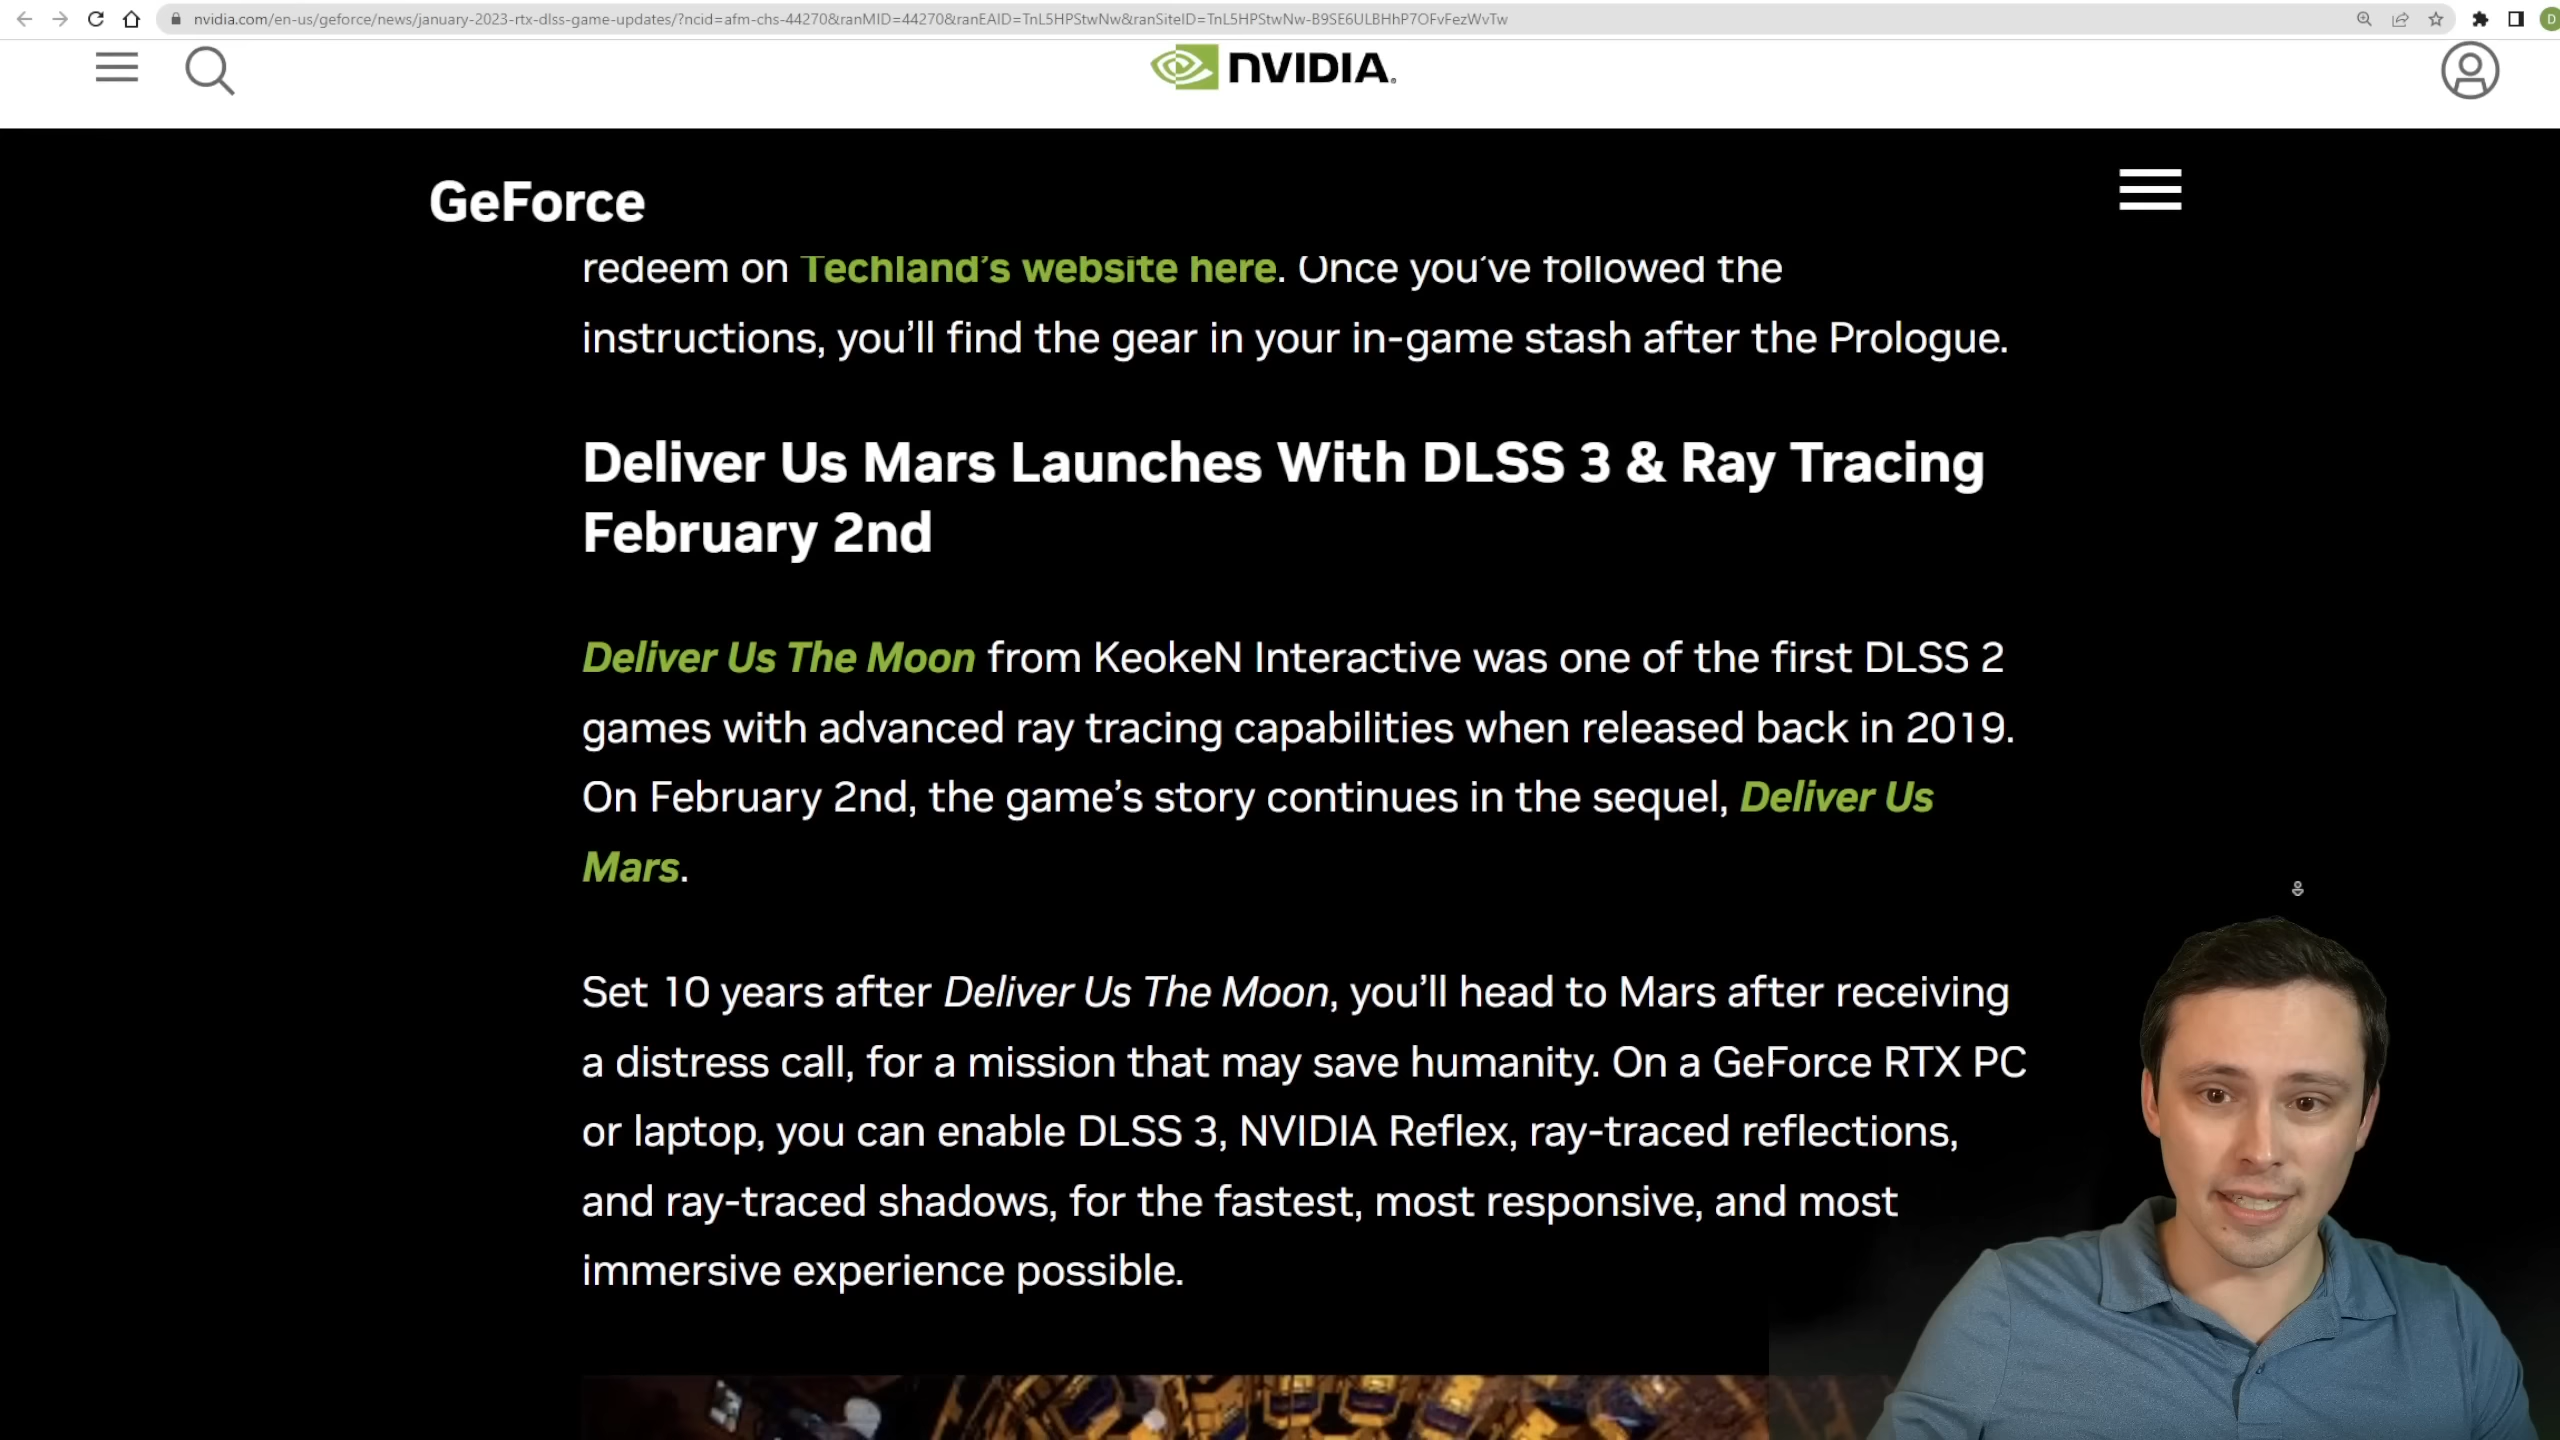 nvidia.com/en-us/geforce/news/january-2023-rtx-dlss-game-updates/?ncid=afm-chs-44270&ranMID=44270&ranEAID=TnL5HPStwNw&ranSiteID=TnL5HPStwNw-B9SE6ULBHhP7OFvFezWvTw
D
NVIDIA.
GeForce
redeem on Techland’s website here. Once you’ve followed the
instructions, you’ll find the gear in your in-game stash after the Prologue.
Deliver Us Mars Launches With DLSS 3 & Ray Tracing
February 2nd
Deliver Us The Moon from KeokeN Interactive was one of the first DLSS 2
games with advanced ray tracing capabilities when released back in 2019.
On February 2nd, the game’s story continues in the sequel, Deliver Us
Mars.
Set 10 years after Deliver Us The Moon, you’ll head to Mars after receiving
a distress call, for a mission that may save humanity. On a GeForce RTX PC
or laptop, you can enable DLSS 3, NVIDIA Reflex, ray-traced reflections,
and ray-traced shadows, for the fastest, most responsive, and most
immersive experience possible.